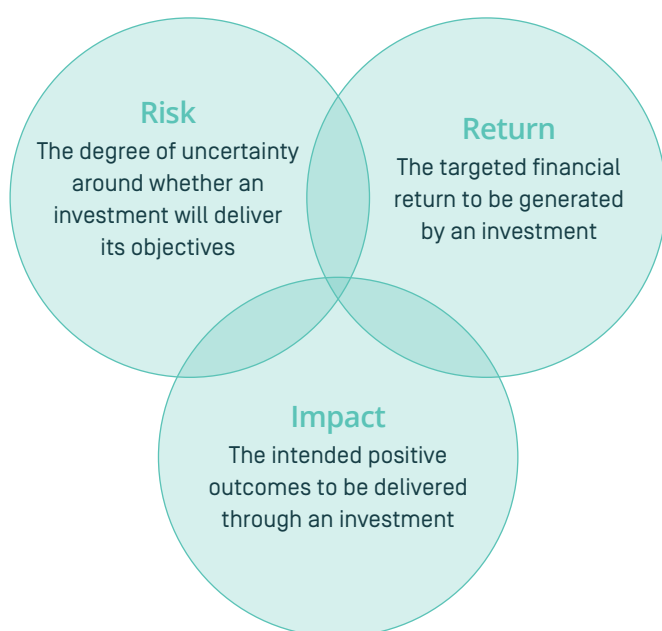 Risk
The degree of uncertainty
around whether an
investment will deliver
its objectives
Return
The targeted financial
return to be generated
by an investment
Impact
The intended positive
outcomes to be delivered
through an investment